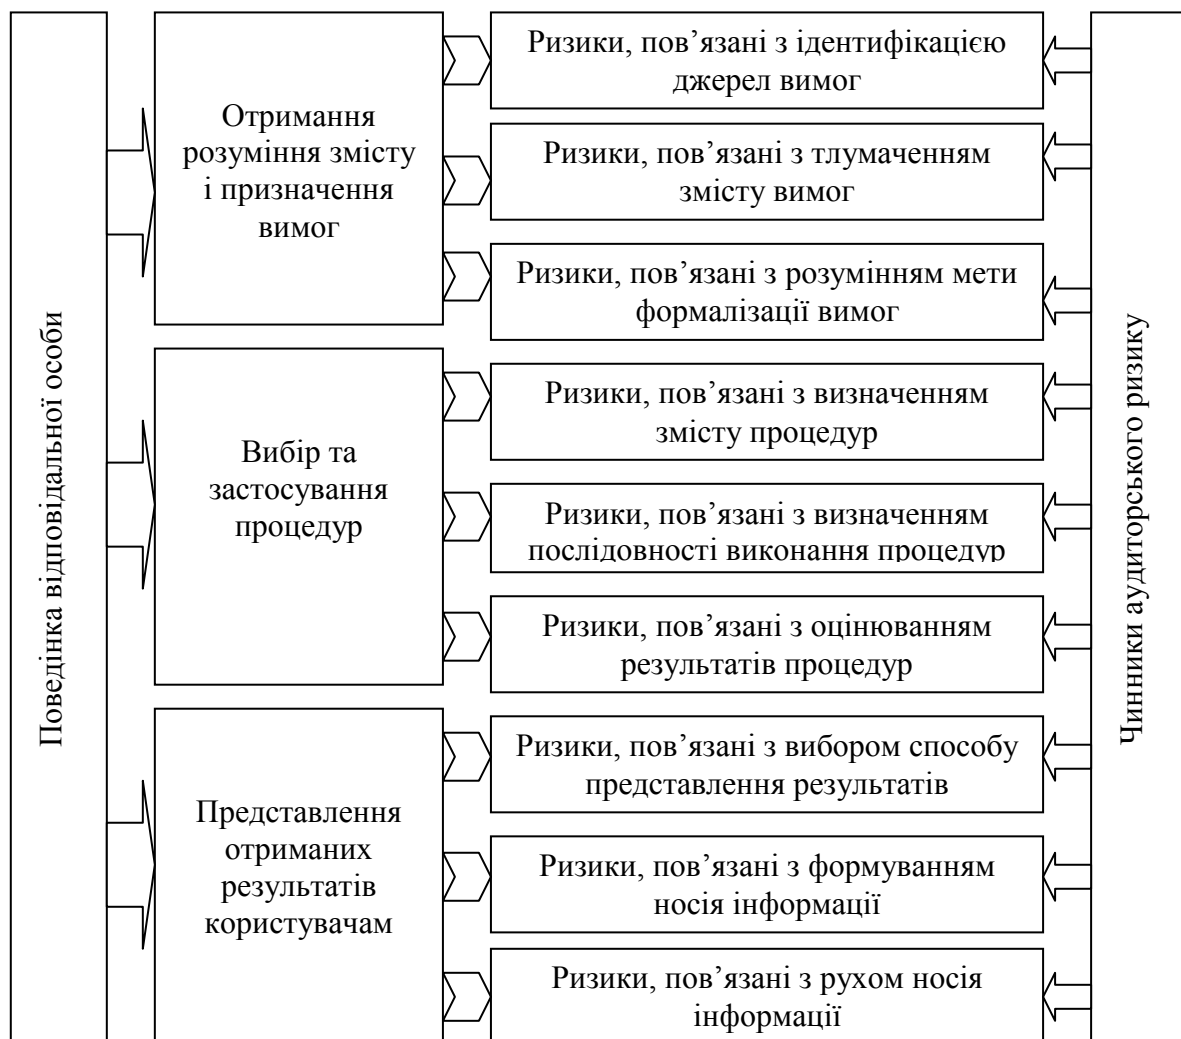 Поведінка відповідальної особи
Отримання
розуміння змісту
і призначення
вимог
Ризики, пов’язані з ідентифікацією
джерел вимог
Ризики, пов’язані з тлумаченням
змісту вимог
Ризики, пов’язані з розумінням мети
формалізації вимог
Вибір та
застосування
процедур
Ризики, пов’язані з визначенням
змісту процедур
Ризики, пов’язані з визначенням
послідовності виконання процедур
Ризики, пов’язані з оцінюванням
результатів процедур
Представлення
отриманих
результатів
користувачам
Ризики, пов’язані з вибором способу
представлення результатів
Ризики, пов’язані з формуванням
носія інформації
Ризики, пов’язані з рухом носія
інформації
Чинники аудиторського ризику